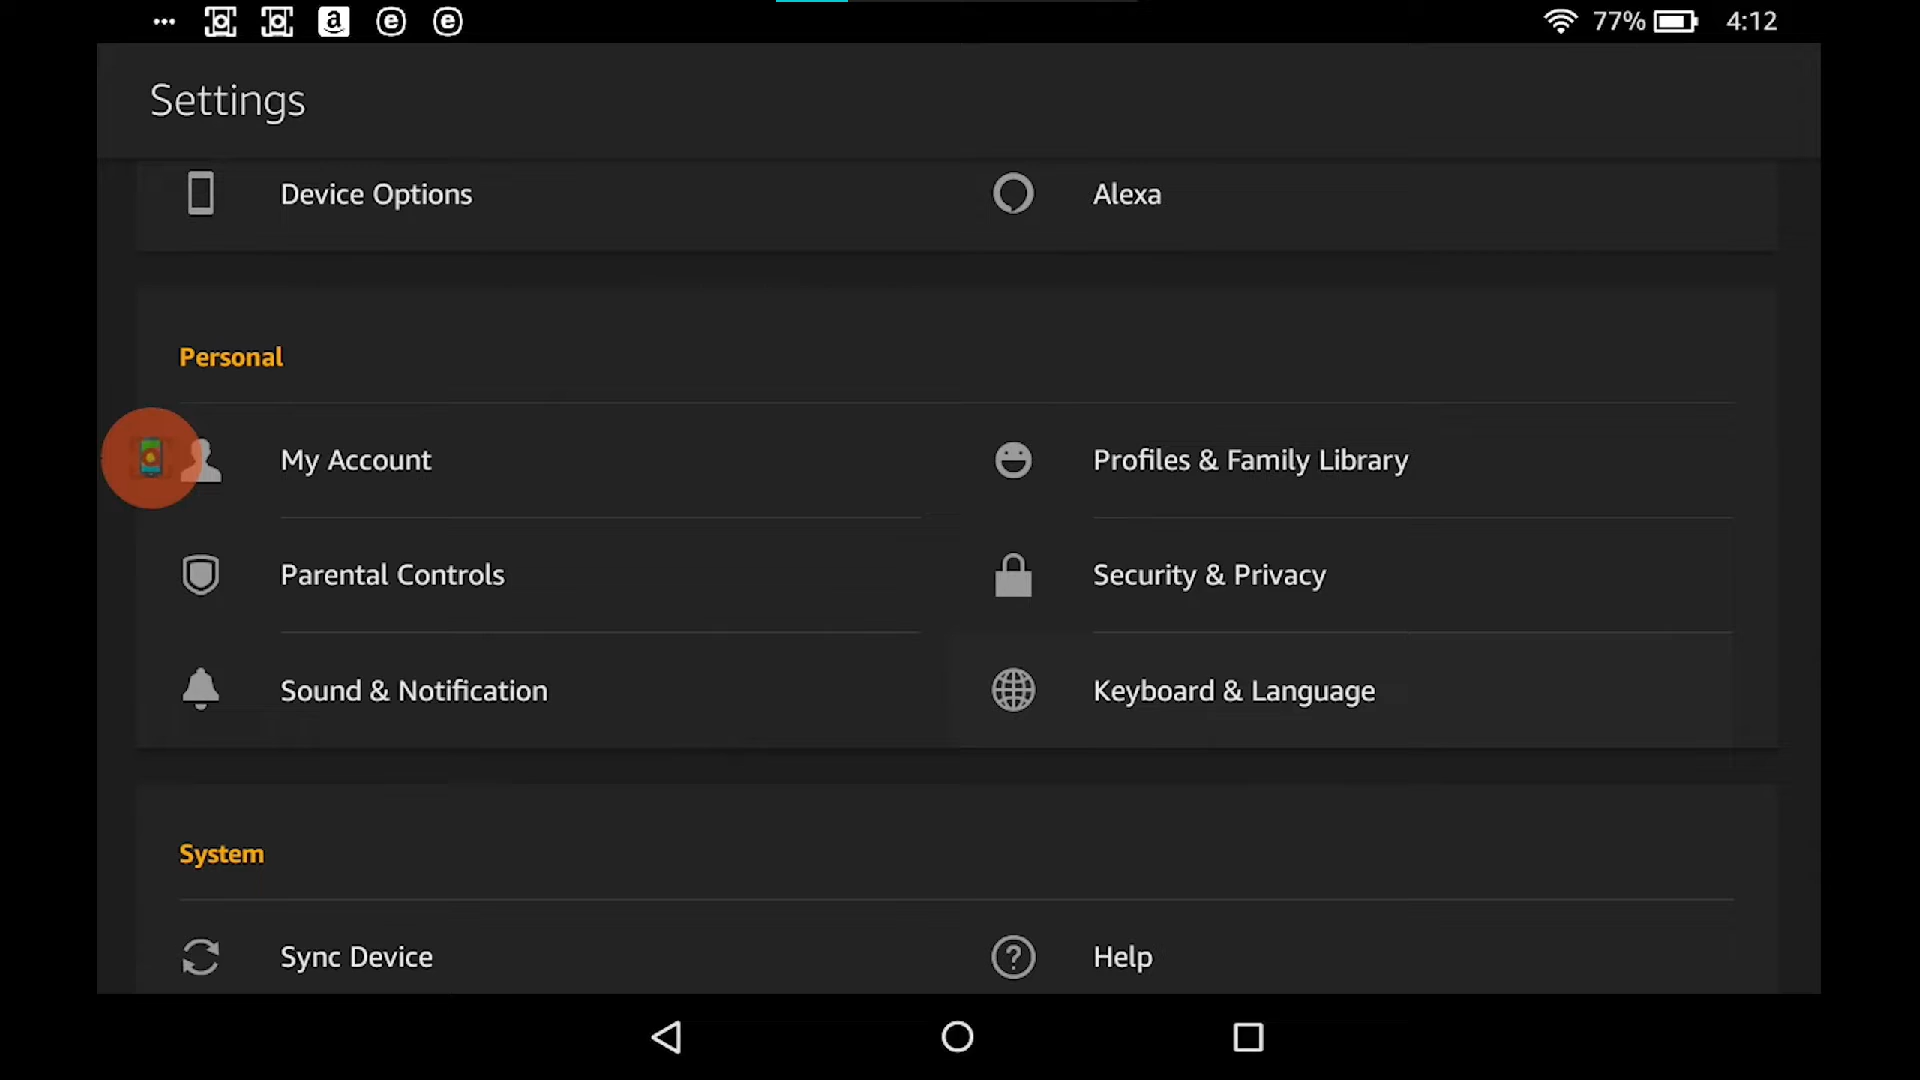 77% 4:12
Settings
Device Options
Alexa
Personal
My Account
Profiles & Family Library
Parental Controls
Security & Privacy
Sound & Notification
Keyboard & Language
System
Sync Device
Help